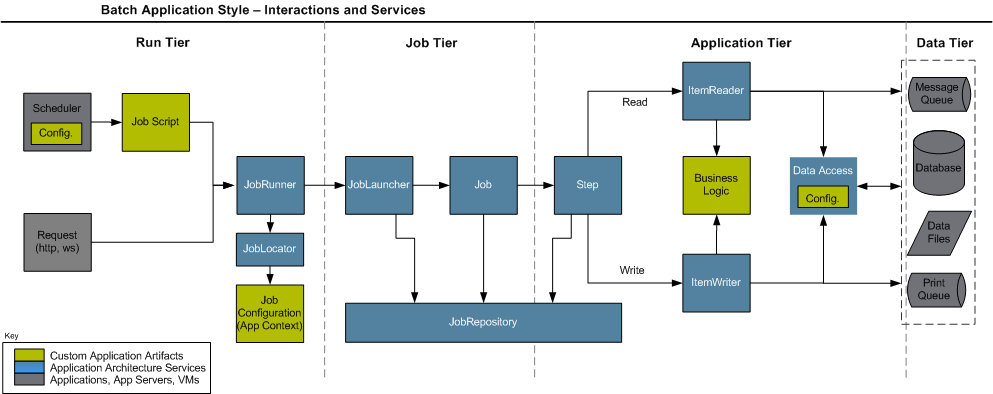 Batch Application Style – Interactions and Services
Run Tier
Job Tier
Application Tier
Data Tier
Scheduler
Config.
Job Script
Request
(http, ws)
JobRunner
JobLocator
Job
Configuration
(App Context)
JobLauncher
Job
Step
JobRepository
Read
Write
ItemReader
Business
Logic
ItemWriter
Data Access
Config.
Message
Queue
Database
Data
Files
Print
Queue
Key
Custom Application Artifacts
Application Architecture Services
Applications, App Servers, VMs